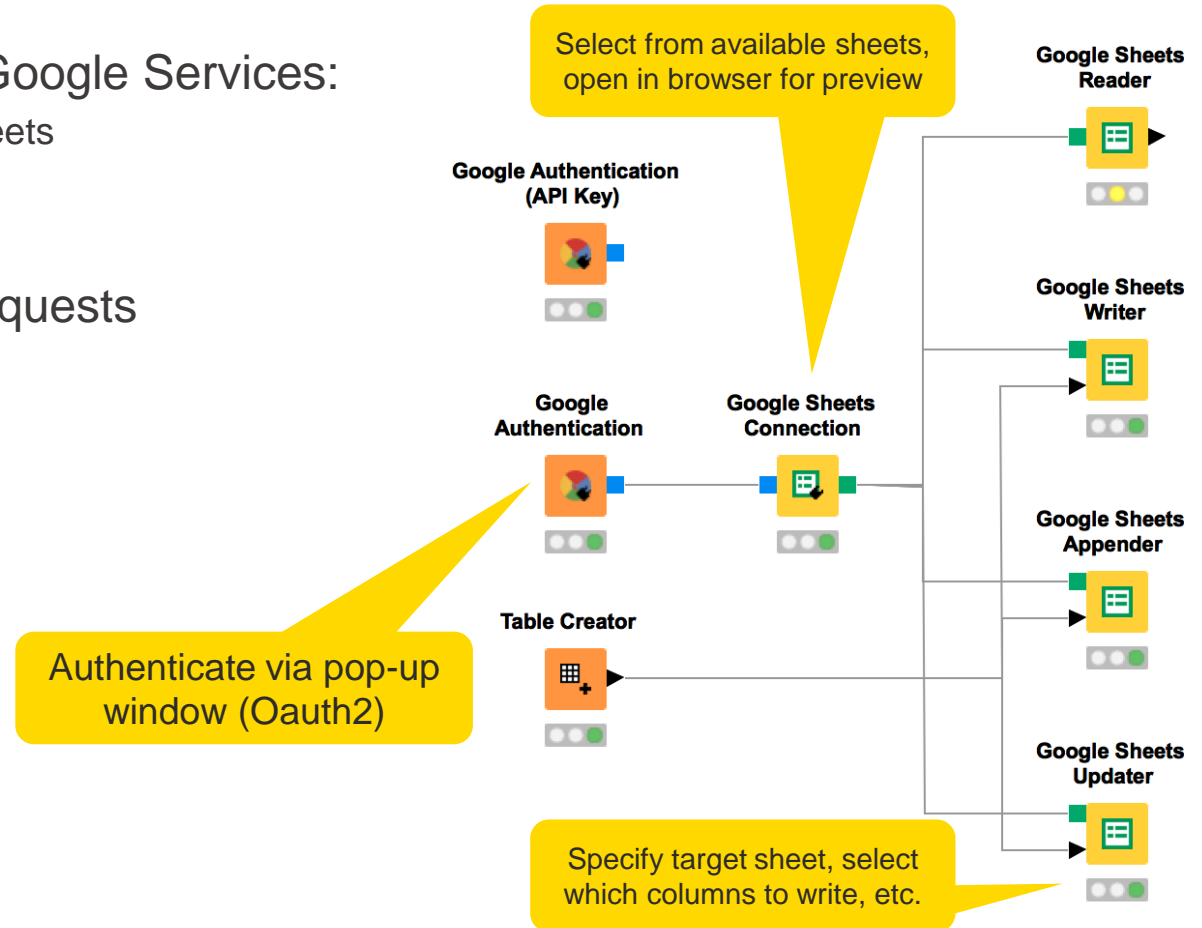 Google Services:
eets
quests
Select from available sheets,
open in browser for preview
Google Sheets
Reader
Google Authentication
(API Key)
Google Sheets
Writer
Google
Authentication
Google Sheets
Connection
Google Sheets
Appender
Table Creator
Authenticate via pop-up
window (Oauth2)
Google Sheets
Updater
Specify target sheet, select
which columns to write, etc.